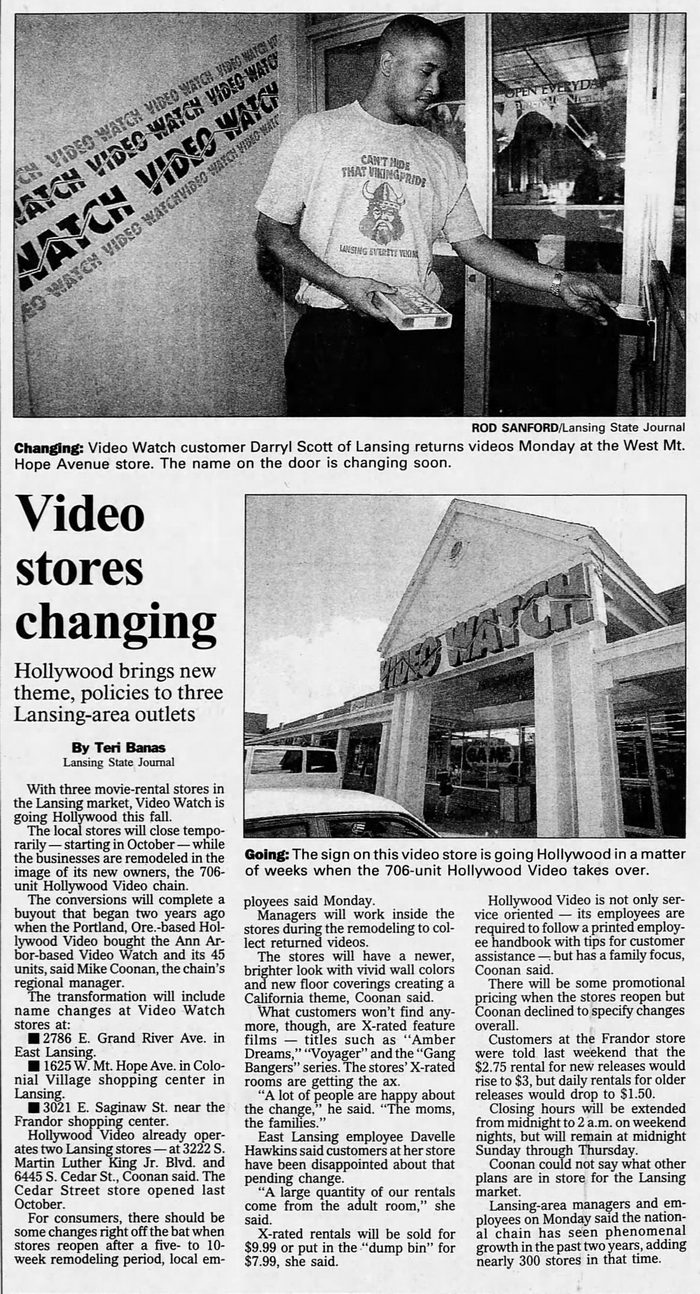 CH VIDEO WATCH VIDEO WATCH VIDEO WATCH VIDEO WATCH
WATCH VIDEO WATCH VIDEO WATCH
WATCH VIDEO WATCH
EO WATCH VIDEO WATCH VIDEO WATCH VIDEO WATCH
CAN'T HIDE
THAT VIKING PRIDE
LANSING EVERETT VIKING
OPEN EVERYDAY
ROD SANFORD/Lansing State Journal
Changing: Video Watch customer Darryl Scott of Lansing returns videos Monday at the West Mt.
Hope Avenue store. The name on the door is changing soon.
Video
stores
changing
Hollywood brings new
theme, policies to three
Lansing-area outlets
By Teri Banas
Lansing State Journal
With three movie-rental stores in
the Lansing market, Video Watch is
going Hollywood this fall.
The local stores will close tempo-
rarily — starting in October — while
the businesses are remodeled in the
image of its new owners, the 706-
unit Hollywood Video chain.
The conversions will complete a
buyout that began two years ago
when the Portland, Ore.-based Hol-
lywood Video bought the Ann Ar-
bor-based Video Watch and its 45
units, said Mike Coonan, the chain's
regional manager.
The transformation will include
name changes at Video Watch
stores at:
■ 2786 E. Grand River Ave. in
East Lansing.
■ 1625 W. Mt. Hope Ave. in Colo-
nial Village shopping center in
Lansing.
■ 3021 E. Saginaw St. near the
Frandor shopping center.
Hollywood Video already oper-
ates two Lansing stores — at 3222 S.
Martin Luther King Jr. Blvd. and
6445 S. Cedar St., Coonan said. The
Cedar Street store opened last
October.
For consumers, there should be
some changes right off the bat when
stores reopen after a five- to 10-
week remodeling period, local em-
VIDEO WATCH
GAME
Going: The sign on this video store is going Hollywood in a matter
of weeks when the 706-unit Hollywood Video takes over.
ployees said Monday.
Managers will work inside the
stores during the remodeling to col-
lect returned videos.
The stores will have a newer,
brighter look with vivid wall colors
and new floor coverings creating a
California theme, Coonan said.
What customers won't find any-
more, though, are X-rated feature
films — titles such as "Amber
Dreams," "Voyager" and the "Gang
Bangers" series. The stores' X-rated
rooms are getting the ax.
"A lot of people are happy about
the change," he said. "The moms,
the families."
East Lansing employee Davelle
Hawkins said customers at her store
have been disappointed about that
pending change.
"A large quantity of our rentals
come from the adult room," she
said.
X-rated rentals will be sold for
$9.99 or put in the "dump bin" for
$7.99, she said.
Hollywood Video is not only ser-
vice oriented — its employees are
required to follow a printed employ-
ee handbook with tips for customer
assistance — but has a family focus,
Coonan said.
There will be some promotional
pricing when the stores reopen but
Coonan declined to specify changes
overall.
Customers at the Frandor store
were told last weekend that the
$2.75 rental for new releases would
rise to $3, but daily rentals for older
releases would drop to $1.50.
Closing hours will be extended
from midnight to 2 a.m. on weekend
nights, but will remain at midnight
Sunday through Thursday.
Coonan could not say what other
plans are in store for the Lansing
market.
Lansing-area managers and em-
ployees on Monday said the nation-
al chain has seen phenomenal
growth in the past two years, adding
nearly 300 stores in that time.